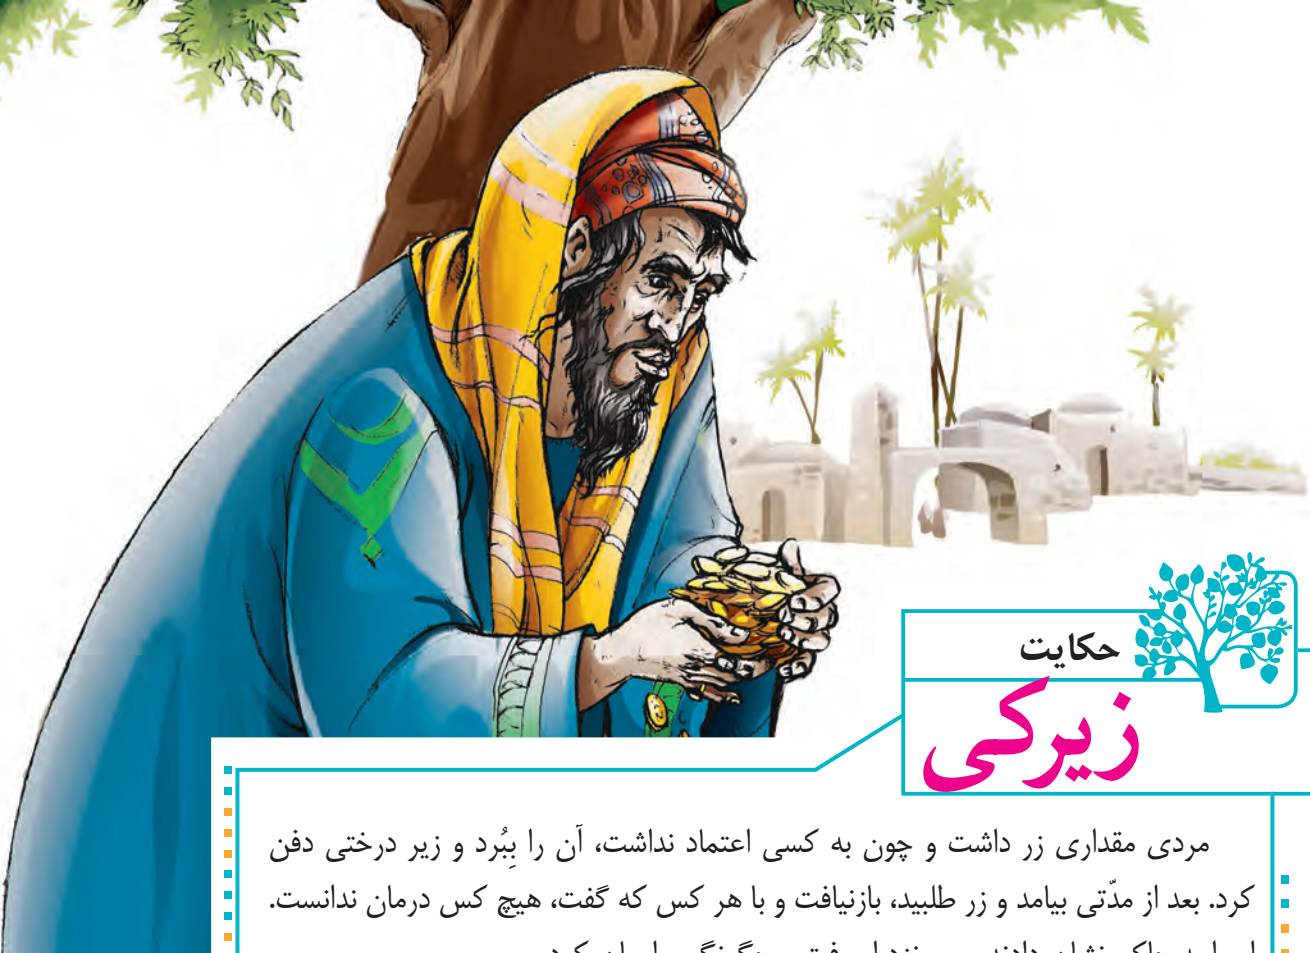 حکایت
زیرکی
مردی مقداری زر داشت و چون به کسی اعتماد نداشت، آن را بِبُرد و زیر درختی دفن
کرد. بعد از مدّتی بیامد و زر طلبید، بازنیافت و با هر کس که گفت، هیچ کس درمان ندانست.